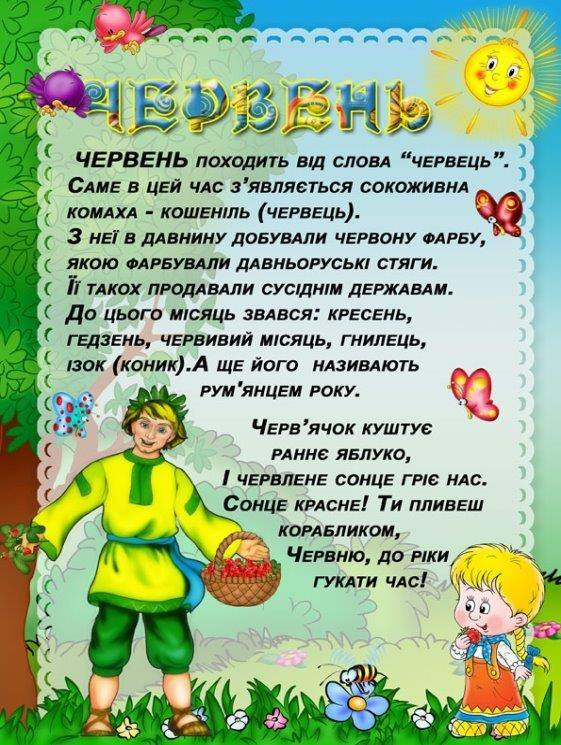 ЧЕРВЕНЬ
ЧЕРВЕНЬ ПОХОДИТЬ ВІД СЛОВА “ЧЕРВЕЦЬ”.
САМЕ В ЦЕЙ ЧАС З'ЯВЛЯЄТЬСЯ СОКОЖИВНА
КОМАХА - КОШЕНІЛЬ (ЧЕРВЕЦЬ).
З НЕЇ В ДАВНИНУ ДОБУВАЛИ ЧЕРВОНУ ФАРБУ,
ЯКОЮ ФАРБУВАЛИ ДАВНЬОРУСЬКІ СТЯГИ.
ЇЇ ТАКОХ ПРОДАВАЛИ СУСІДНІМ ДЕРЖАВАМ.
ДО ЦЬОГО МІСЯЦЬ ЗВАВСЯ: КРЕСЕНЬ,
ГЕДЗЕНЬ, ЧЕРВИВИЙ МІСЯЦЬ, ГНИЛЕЦЬ,
ІЗОК (КОНИК).А ЩЕ ЙОГО НАЗИВАЮТЬ
РУМ'ЯНЦЕМ РОКУ.
ЧЕРВ'ЯЧОК КУШТУЄ
РАННЄ ЯБЛУКО,
І ЧЕРВЛЕНЕ СОНЦЕ ГРІЄ НАС.
СОНЦЕ КРАСНЕ! ТИ ПЛИВЕШ
КОРАБЛИКОМ,
ЧЕРВНЮ, ДО РІКИ
ГУКАТИ ЧАС!